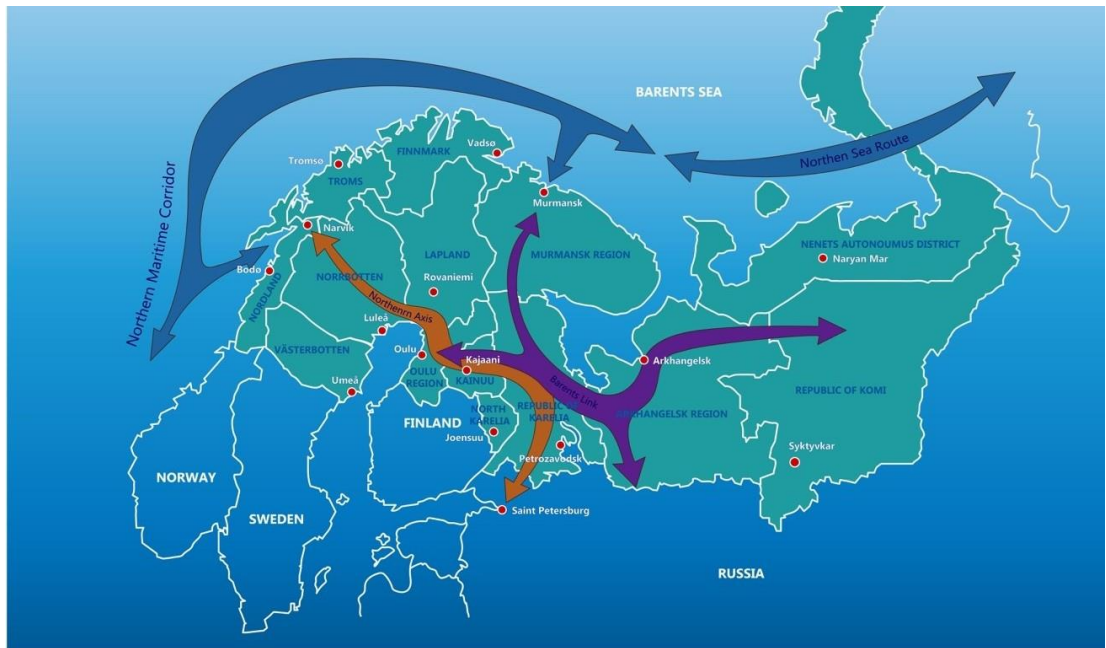 BARENTS SEA
Northen Sea Route
Northern Maritime Corridor
FINNMARK
Vadsø
Tromsø
TROMS
Murmansk
Narvik
MURMANSK REGION
NENETS AUTONOUMUS DISTRICT
Naryan Mar
LAPLAND
Bödø
NORRBOTTEN
Rovaniemi
NORDLAND
Northenrn Axis
Luleå
VÄSTERBOTTEN
Oulu
Kajaani
Arkhangelsk
OULU
REGION
KAINUU
Barents Link
REPUBLIC OF KOMI
Umeå
FINLAND
NORTH
KARELIA
REPUBLIC
KARELIA
ARKHANGELSK REGION
Joensuu
Petrozavodsk
Syktyvkar
NORWAY
SWEDEN
Saint Petersburg
RUSSIA